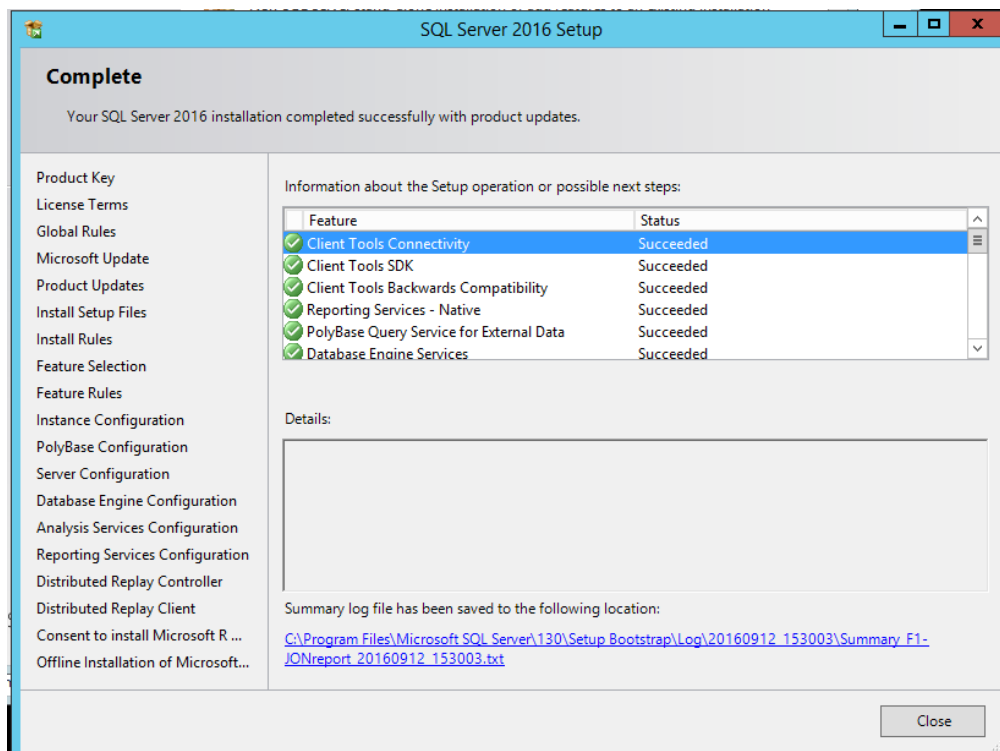 SQL Server 2016 Setup
Complete
Your SQL Server 2016 installation completed successfully with product updates.
Product Key
License Terms
Global Rules
Microsoft Update
Product Updates
Install Setup Files
Install Rules
Feature Selection
Feature Rules
Instance Configuration
PolyBase Configuration
Server Configuration
Database Engine Configuration
Analysis Services Configuration
Reporting Services Configuration
Distributed Replay Controller
Distributed Replay Client
Consent to install Microsoft R ...
Offline Installation of Microsoft...
Information about the Setup operation or possible next steps:
Feature Status
Client Tools Connectivity Succeeded
Client Tools SDK Succeeded
Client Tools Backwards Compatibility Succeeded
Reporting Services - Native Succeeded
PolyBase Query Service for External Data Succeeded
Database Engine Services Succeeded
Details:
Summary log file has been saved to the following location:
C:\Program Files\Microsoft SQL Server\130\Setup Bootstrap\Log\20160912_153003\Summary_F1-
JONreport_20160912_153003.txt
Close